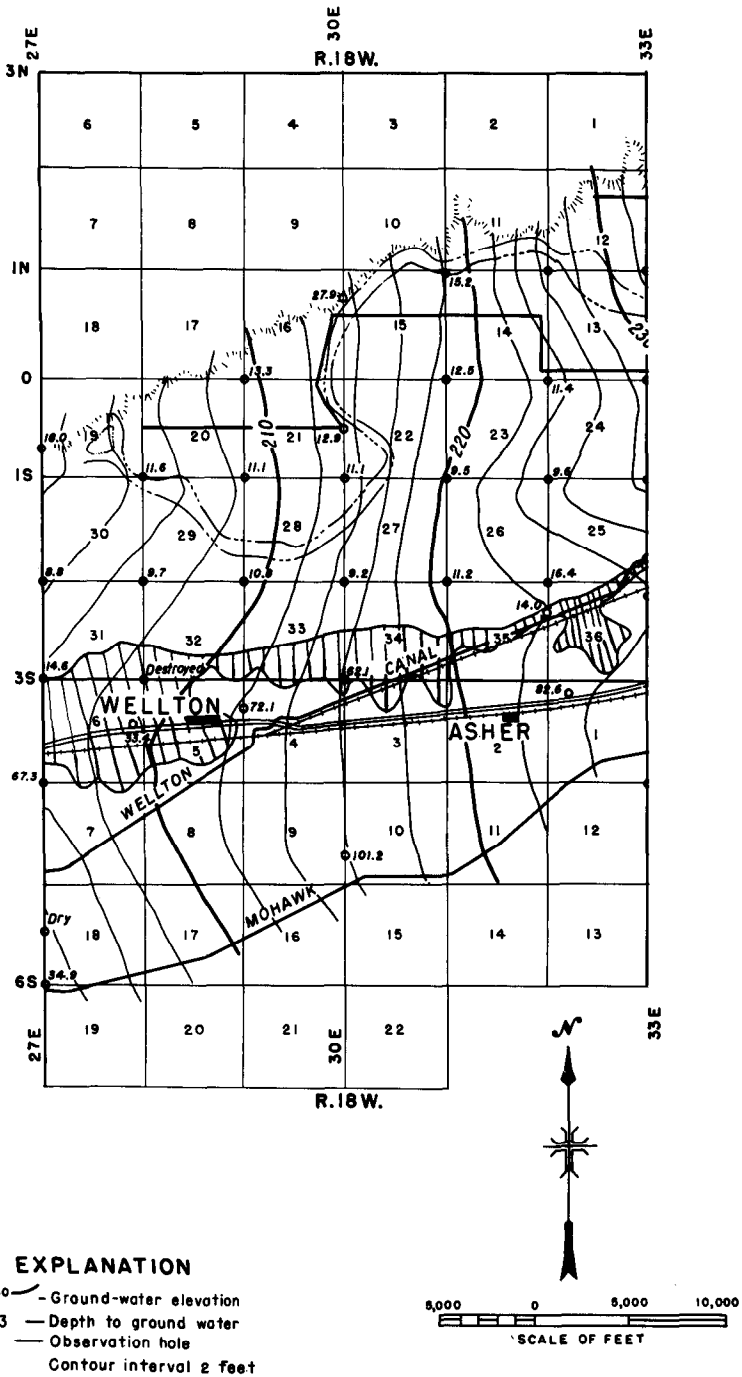 27E
30E
33E
R.18W.
3N
6 5 4 3 2 1
7 8 9 10 11 12
1N
27.9
15.2
18 17 16 15 14 13
230
0
13.3 12.5 11.4
18.0
19 20 210 21 12.9 22 220 23 24
1S
11.6 11.1 11.1 9.5 9.6
30 29 28 27 26 25
8.8 9.7 10.8 9.2 11.2 16.4
14.0
31 32 33 34 35 36
CANAL
3S
14.6 Destroyed 62.1
82.6
WELLTON
72.1
6 33.4 5 4 3 2 1
ASHER
67.3
WELLTON
7 8 9 10 11 12
101.2
MOHAWK
Dry
18 17 16 15 14 13
6S
34.9
27E
30E
33E
19 20 21 22
R.18W.
N
EXPLANATION
- Ground-water elevation
3 - Depth to ground water
- Observation hole
Contour interval 2 feet
5,000 0 5,000 10,000
SCALE OF FEET